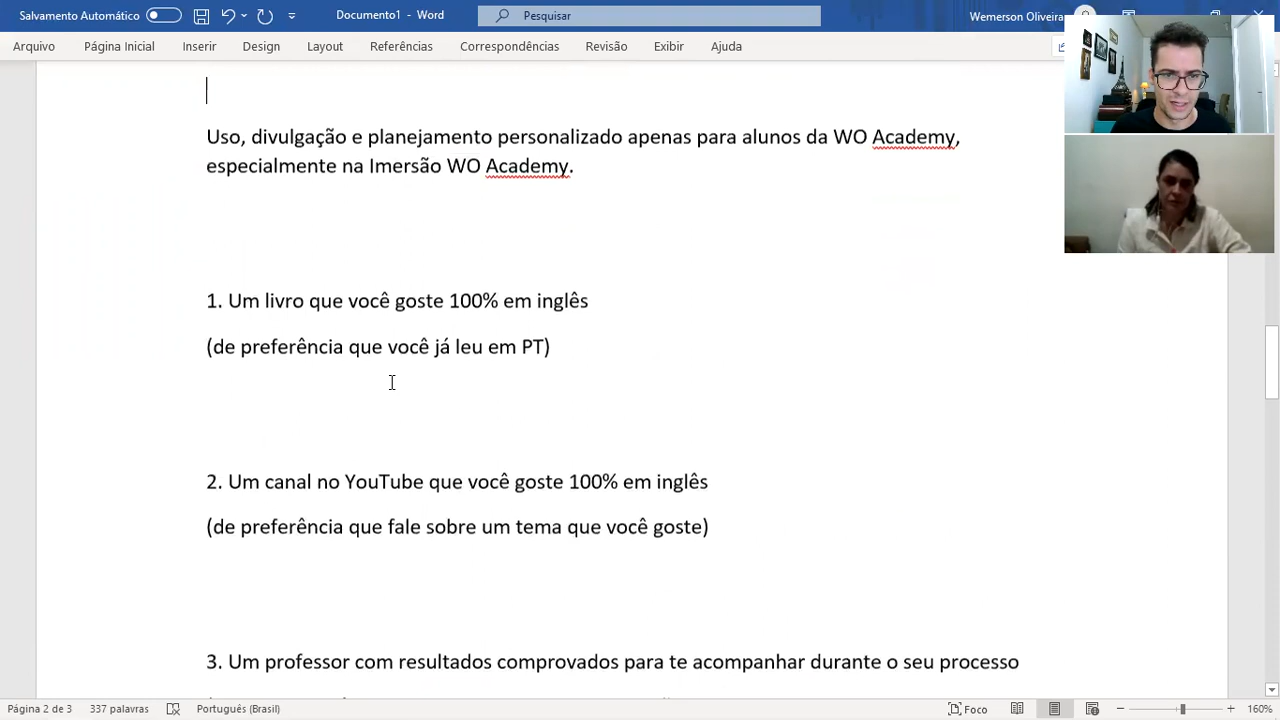 Salvamento Automático
Documento1 - Word
Pesquisar
Wemerson Oliveira
Arquivo Página Inicial Inserir Design Layout Referências Correspondências Revisão Exibir Ajuda
Uso, divulgação e planejamento personalizado apenas para alunos da WO Academy,
especialmente na Imersão WO Academy.
1. Um livro que você goste 100% em inglês
(de preferência que você já leu em PT)
2. Um canal no YouTube que você goste 100% em inglês
(de preferência que fale sobre um tema que você goste)
3. Um professor com resultados comprovados para te acompanhar durante o seu processo
Página 2 de 3 337 palavras Português (Brasil) Foco 160%